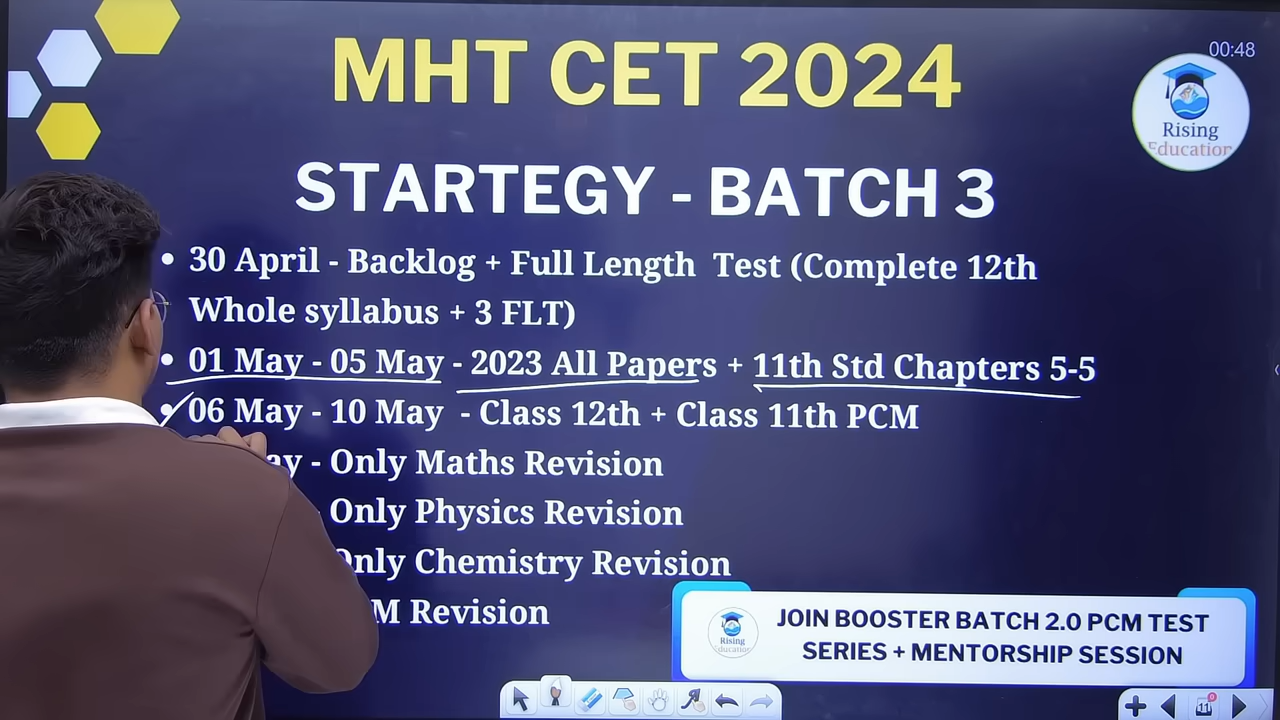 MHT CET 2024
00:48
Rising
Education
STARTEGY - BATCH 3
• 30 April - Backlog + Full Length Test (Complete 12th
Whole syllabus + 3 FLT)
• 01 May - 05 May - 2023 All Papers + 11th Std Chapters 5-5
• 06 May - 10 May - Class 12th + Class 11th PCM
- Only Maths Revision
Only Physics Revision
Only Chemistry Revision
Revision
JOIN BOOSTER BATCH 2.0 PCM TEST
SERIES + MENTORSHIP SESSION
Rising
Education
11